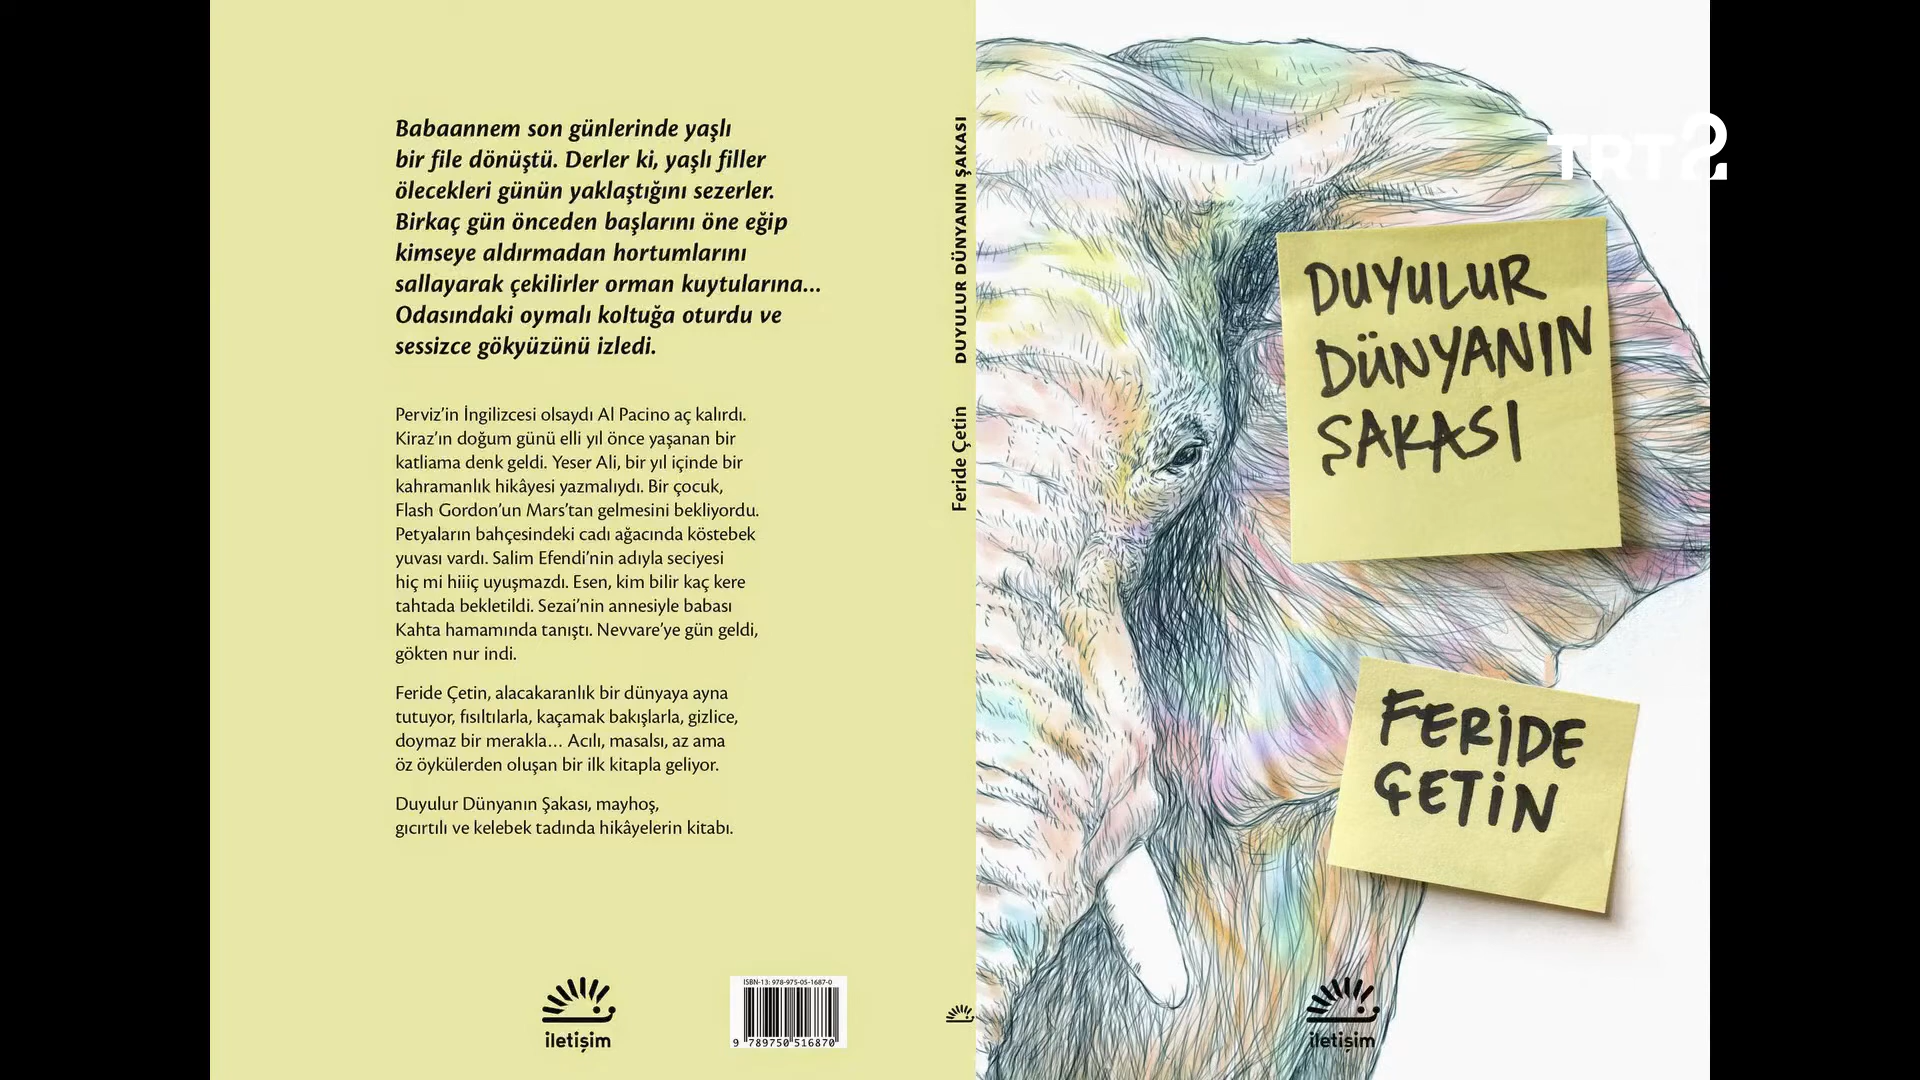 Babaannem son günlerinde yaşlı
bir file dönüştü. Derler ki, yaşlı filler
ölecekleri günün yaklaştığını sezerler.
Birkaç gün önceden başlarını öne eğip
kimseye aldırmadan hortumlarını
sallayarak çekilirler orman kuytularına...
Odasındaki oymalı koltuğa oturdu ve
sessizce gökyüzünü izledi.
Perviz’in İngilizcesi olsaydı Al Pacino aç kalırdı.
Kiraz’ın doğum günü elli yıl önce yaşanan bir
katliama denk geldi. Yeser Ali, bir yıl içinde bir
kahramanlık hikâyesi yazmalıydı. Bir çocuk,
Flash Gordon’un Mars’tan gelmesini bekliyordu.
Petyaların bahçesindeki cadı ağacında köstebek
yuvası vardı. Salim Efendi’nin adıyla seciyesi
hiç mi hiiiç uyuşmazdı. Esen, kim bilir kaç kere
tahtada bekletildi. Sezai’nin annesiyle babası
Kahta hamamında tanıştı. Nevvare’ye gün geldi,
gökten nur indi.
Feride Çetin, alacakaranlık bir dünyaya ayna
tutuyor, fısıltılarla, kaçamak bakışlarla, gizlice,
doymaz bir merakla... Acılı, masalsı, az ama
öz öykülerden oluşan bir ilk kitapla geliyor.
Duyulur Dünyanın Şakası, mayhoş,
gıcırtılı ve kelebek tadında hikâyelerin kitabı.
iletişim
ISBN-13: 978-975-05-1687-0
9 789750 516870
Feride Çetin DUYULUR DÜNYANIN ŞAKASI
TRT2
DUYULUR
DÜNYANIN
ŞAKASI
FERİDE
ÇETİN
iletişim